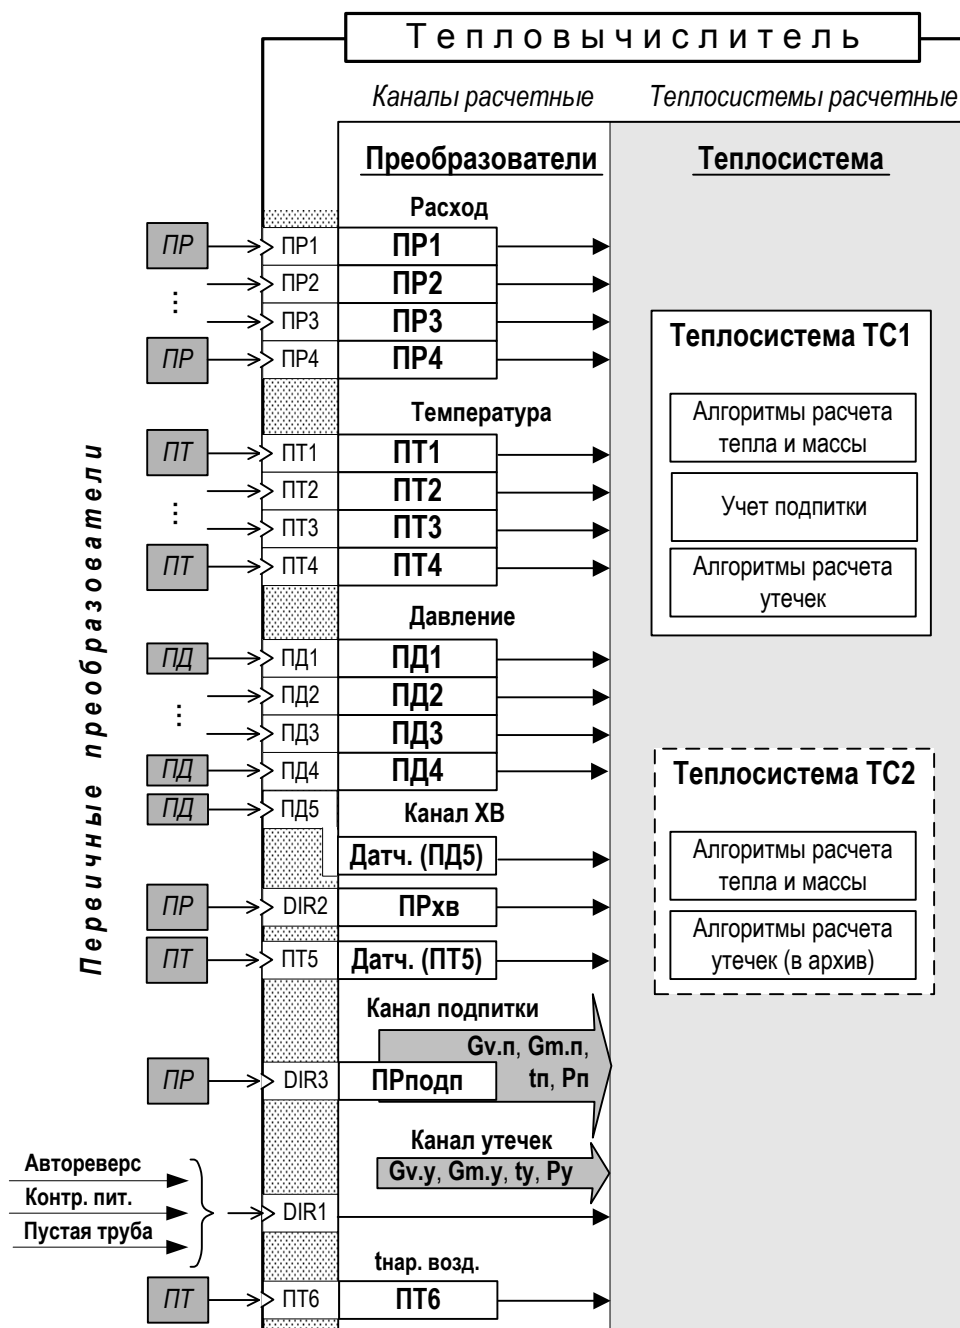 Тепловычислитель
Каналы расчетные
Теплосистемы расчетные
Преобразователи
Теплосистема
Расход
ПР
ПР1
ПР1
ПР2
ПР2
...
ПР3
ПР3
ПР
ПР4
ПР4
Температура
ПТ
ПТ1
ПТ1
ПТ2
ПТ2
...
ПТ3
ПТ3
ПТ
ПТ4
ПТ4
Давление
ПД
ПД1
ПД1
ПД2
ПД2
...
ПД3
ПД3
ПД
ПД4
ПД4
ПД
ПД5
Канал ХВ
Датч. (ПД5)
ПР
DIR2
ПРхв
ПТ
ПТ5
Датч. (ПТ5)
Канал подпитки
Gv.п, Gm.п,
tп, Pп
ПР
DIR3
ПРподп
Канал утечек
Gv.у, Gm.у, tу, Pу
Автореверс
Контр. пит.
Пустая труба
DIR1
tнар. возд.
ПТ
ПТ6
ПТ6
Первичные преобразователи
Теплосистема ТС1
Алгоритмы расчета
тепла и массы
Учет подпитки
Алгоритмы расчета
утечек
Теплосистема ТС2
Алгоритмы расчета
тепла и массы
Алгоритмы расчета
утечек (в архив)